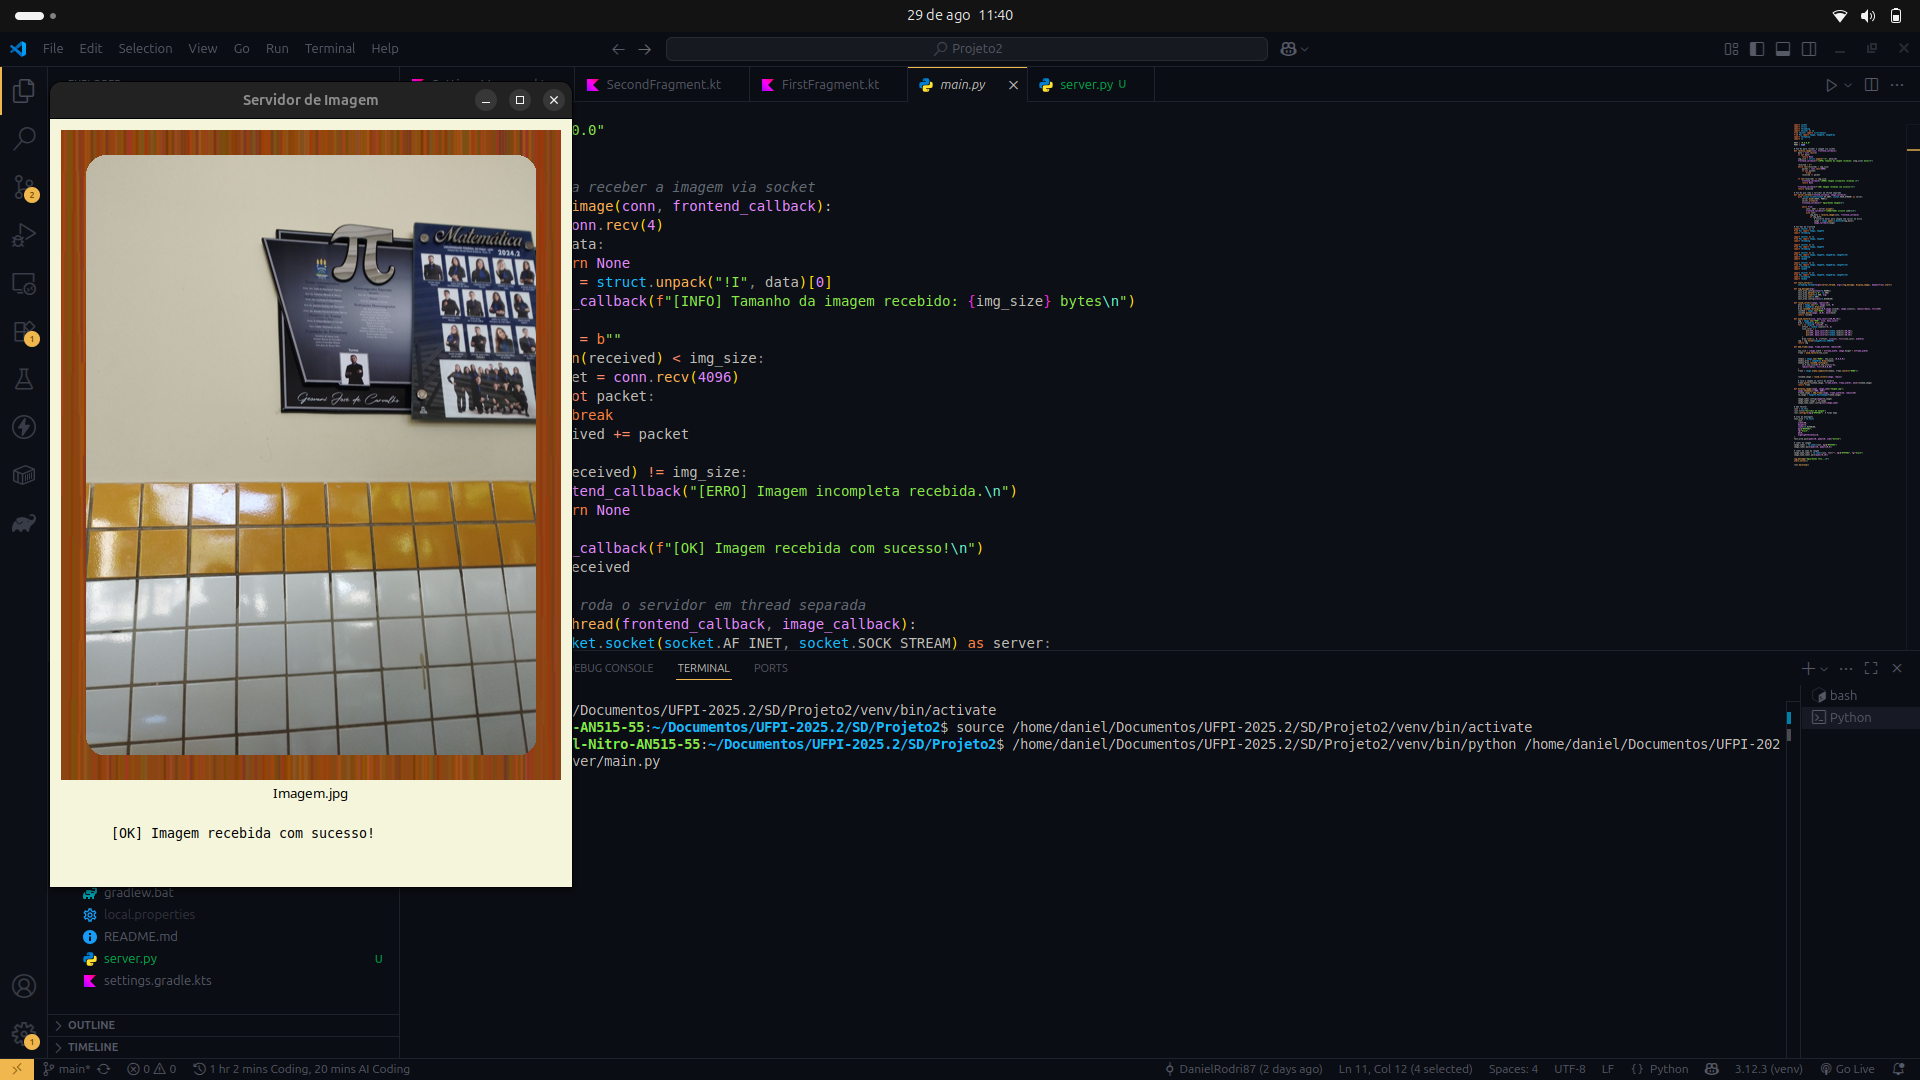 29 de ago 11:40
File Edit Selection View Go Run Terminal Help
Projeto2
SecondFragment.kt
FirstFragment.kt
main.py
server.py U
Servidor de Imagem
Matemática
2024.2
Geovani José de Carvalho
Imagem.jpg
[OK] Imagem recebida com sucesso!
0.0"
a receber a imagem via socket
image(conn, frontend_callback):
onn.recv(4)
ata:
rn None
= struct.unpack("!I", data)[0]
_callback(f"[INFO] Tamanho da imagem recebido: {img_size} bytes\n")
= b""
n(received) < img_size:
et = conn.recv(4096)
ot packet:
break
ived += packet
eceived) != img_size:
tend_callback("[ERRO] Imagem incompleta recebida.\n")
rn None
_callback(f"[OK] Imagem recebida com sucesso!\n")
eceived
roda o servidor em thread separada
hread(frontend_callback, image_callback):
ket.socket(socket.AF_INET, socket.SOCK_STREAM) as server:
EBUG CONSOLE TERMINAL PORTS
/Documentos/UFPI-2025.2/SD/Projeto2/venv/bin/activate
-AN515-55:~/Documentos/UFPI-2025.2/SD/Projeto2$ source /home/daniel/Documentos/UFPI-2025.2/SD/Projeto2/venv/bin/activate
l-Nitro-AN515-55:~/Documentos/UFPI-2025.2/SD/Projeto2$ /home/daniel/Documentos/UFPI-2025.2/SD/Projeto2/venv/bin/python /home/daniel/Documentos/UFPI-202
ver/main.py
bash
Python
gradlew.bat
local.properties
README.md
server.py U
settings.gradle.kts
OUTLINE
TIMELINE
main* 0 0 1 hr 2 mins Coding, 20 mins AI Coding
DanielRodri87 (2 days ago) Ln 11, Col 12 (4 selected) Spaces: 4 UTF-8 LF {} Python 3.12.3 (venv) Go Live